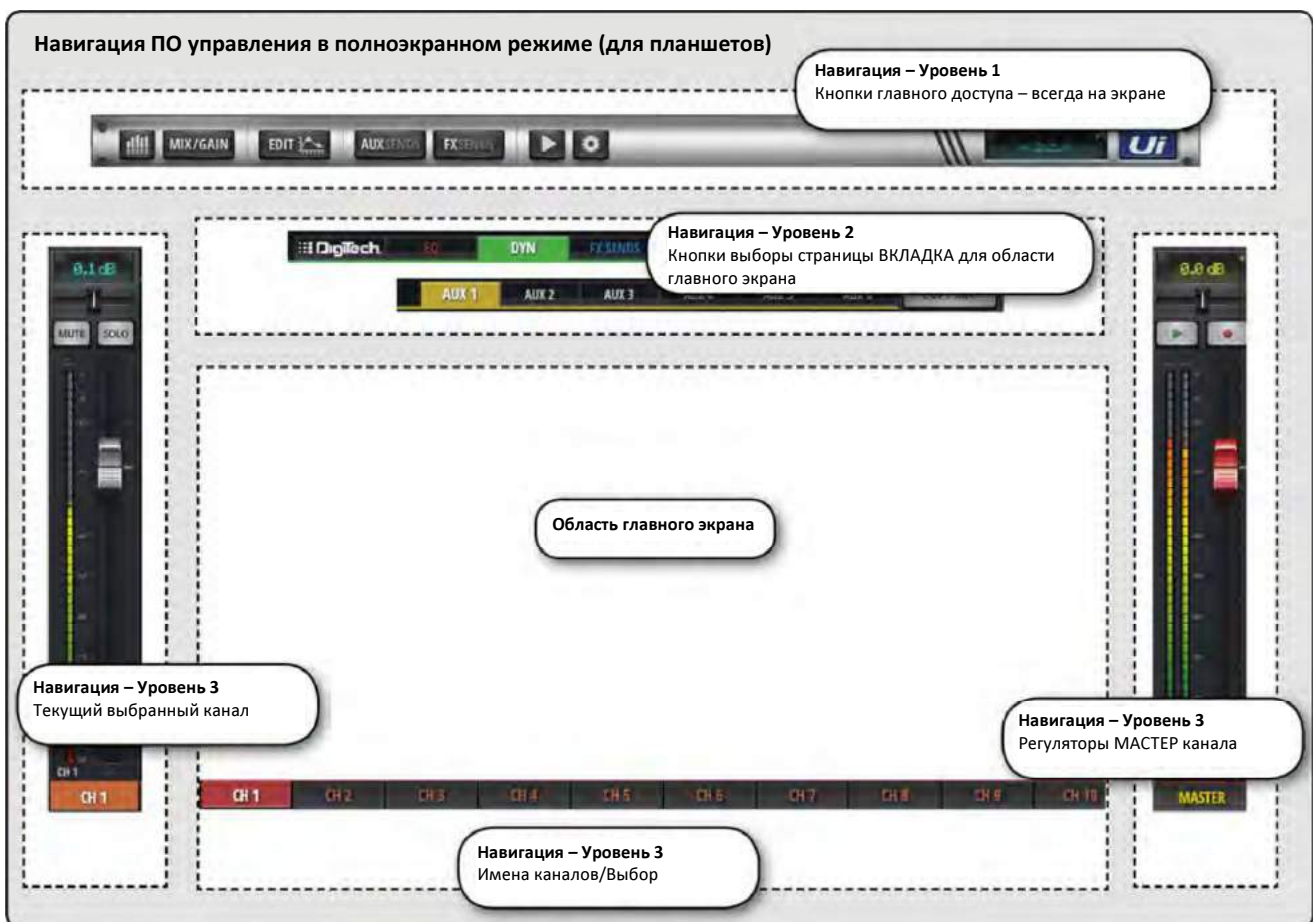 Навигация ПО управления в полноэкранном режиме (для планшетов)
Навигация – Уровень 1
Кнопки главного доступа – всегда на экране
MIX/GAIN EDIT AUX SENDS FX SENDS Ui
Навигация – Уровень 2
Кнопки выборы страницы ВКЛАДКА для области
главного экрана
DigiTech EQ DYN FX SENDS
AUX 1 AUX 2 AUX 3
0.1 dB
MUTE SOLO
0.0 dB
Область главного экрана
Навигация – Уровень 3
Текущий выбранный канал
Навигация – Уровень 3
Регуляторы МАСТЕР канала
CH 1
CH 1
CH 1 CH 2 CH 3 CH 4 CH 5 CH 6 CH 7 CH 8 CH 9 CH 10
MASTER
Навигация – Уровень 3
Имена каналов/Выбор